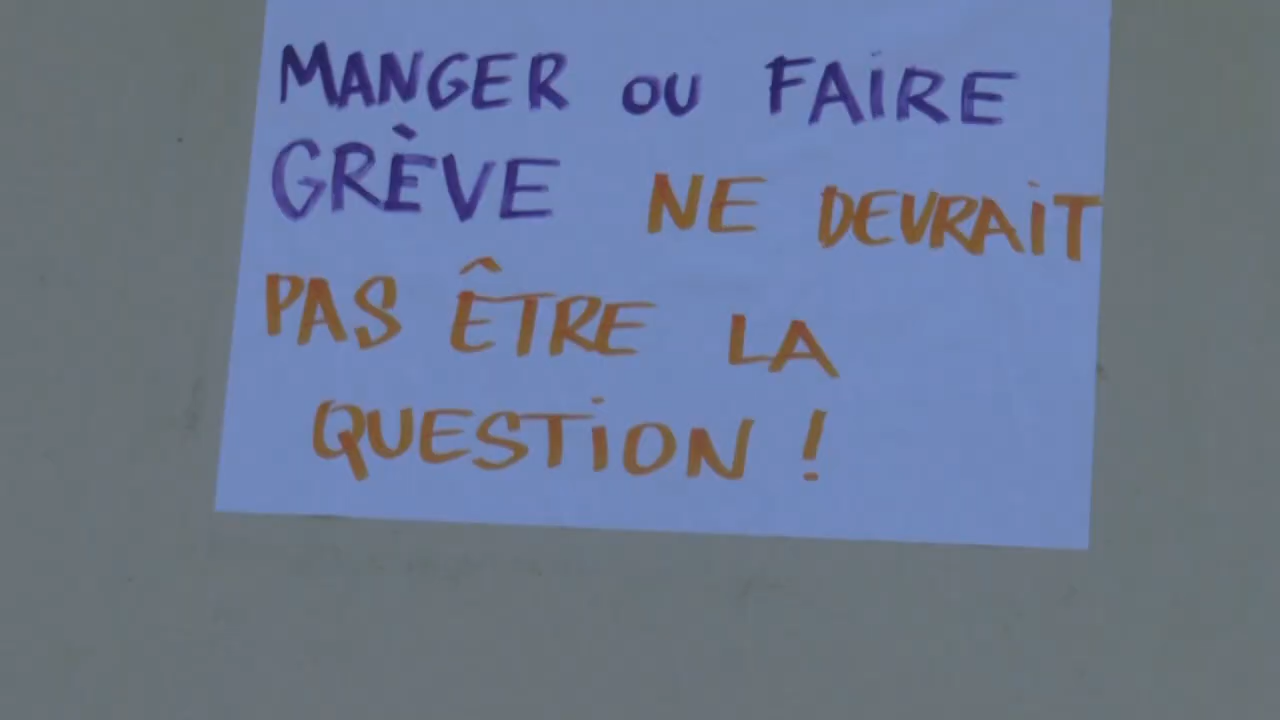 MANGER OU FAIRE
GRÈVE NE DEVRAIT
PAS ÊTRE LA
QUESTION !